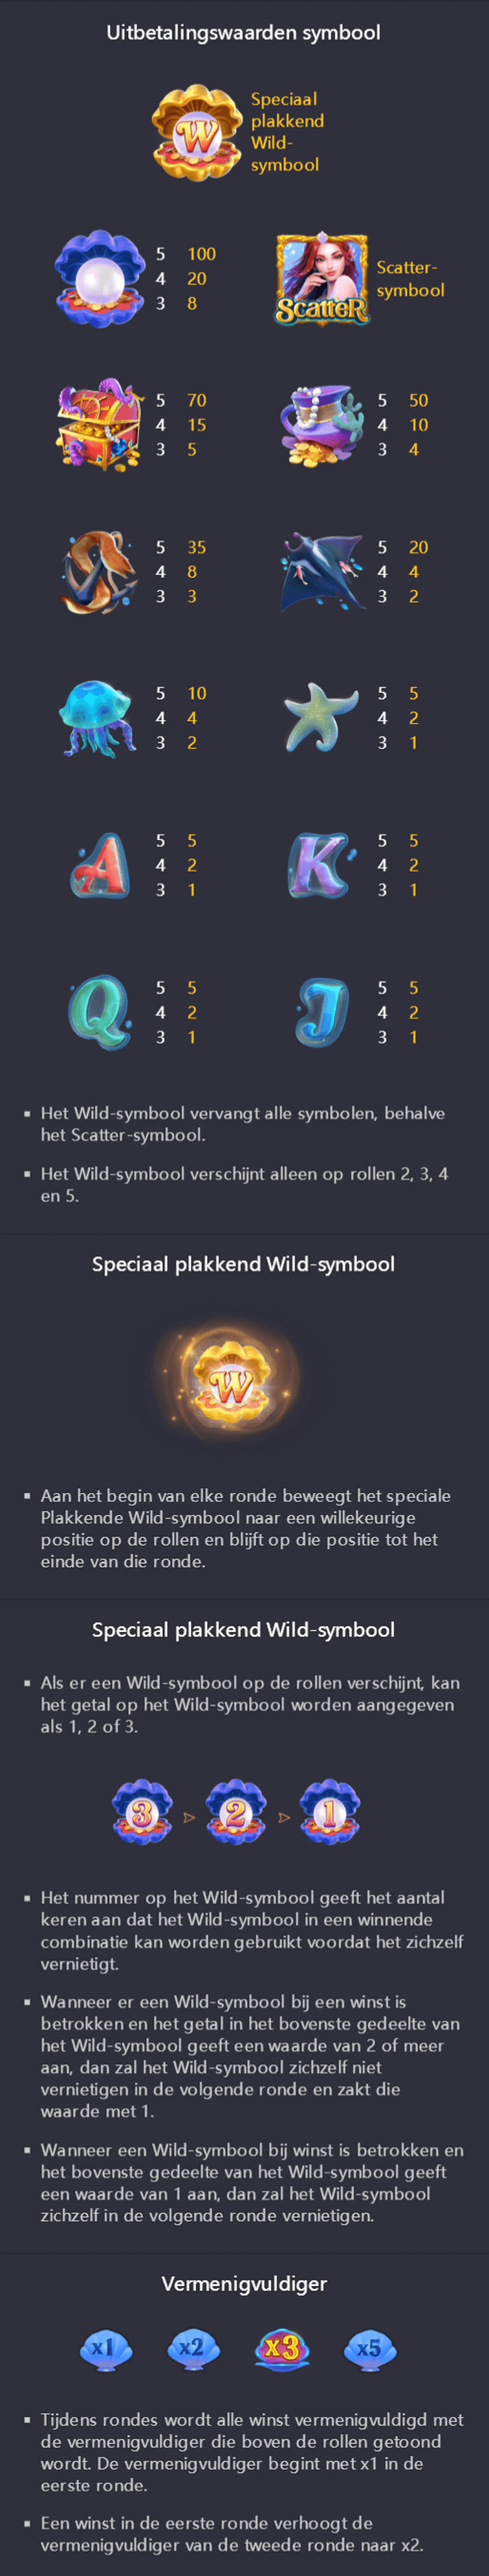 Uitbetalingswaarden symbool
W
Speciaal
plakkend
Wild-
symbool
5 100
4 20
3 8
Scatter
Scatter-
symbool
5 70
4 15
3 5
5 50
4 10
3 4
5 35
4 8
3 3
5 20
4 4
3 2
5 10
4 4
3 2
5 5
4 2
3 1
A
5 5
4 2
3 1
K
5 5
4 2
3 1
Q
5 5
4 2
3 1
J
5 5
4 2
3 1
▪ Het Wild-symbool vervangt alle symbolen, behalve
het Scatter-symbool.
▪ Het Wild-symbool verschijnt alleen op rollen 2, 3, 4
en 5.
Speciaal plakkend Wild-symbool
W
▪ Aan het begin van elke ronde beweegt het speciale
Plakkende Wild-symbool naar een willekeurige
positie op de rollen en blijft op die positie tot het
einde van die ronde.
Speciaal plakkend Wild-symbool
▪ Als er een Wild-symbool op de rollen verschijnt, kan
het getal op het Wild-symbool worden aangegeven
als 1, 2 of 3.
3 2 1
▪ Het nummer op het Wild-symbool geeft het aantal
keren aan dat het Wild-symbool in een winnende
combinatie kan worden gebruikt voordat het zichzelf
vernietigt.
▪ Wanneer er een Wild-symbool bij een winst is
betrokken en het getal in het bovenste gedeelte van
het Wild-symbool geeft een waarde van 2 of meer
aan, dan zal het Wild-symbool zichzelf niet
vernietigen in de volgende ronde en zakt die
waarde met 1.
▪ Wanneer een Wild-symbool bij winst is betrokken en
het bovenste gedeelte van het Wild-symbool geeft
een waarde van 1 aan, dan zal het Wild-symbool
zichzelf in de volgende ronde vernietigen.
Vermenigvuldiger
x1 x2 x3 x5
▪ Tijdens rondes wordt alle winst vermenigvuldigd met
de vermenigvuldiger die boven de rollen getoond
wordt. De vermenigvuldiger begint met x1 in de
eerste ronde.
▪ Een winst in de eerste ronde verhoogt de
vermenigvuldiger van de tweede ronde naar x2.